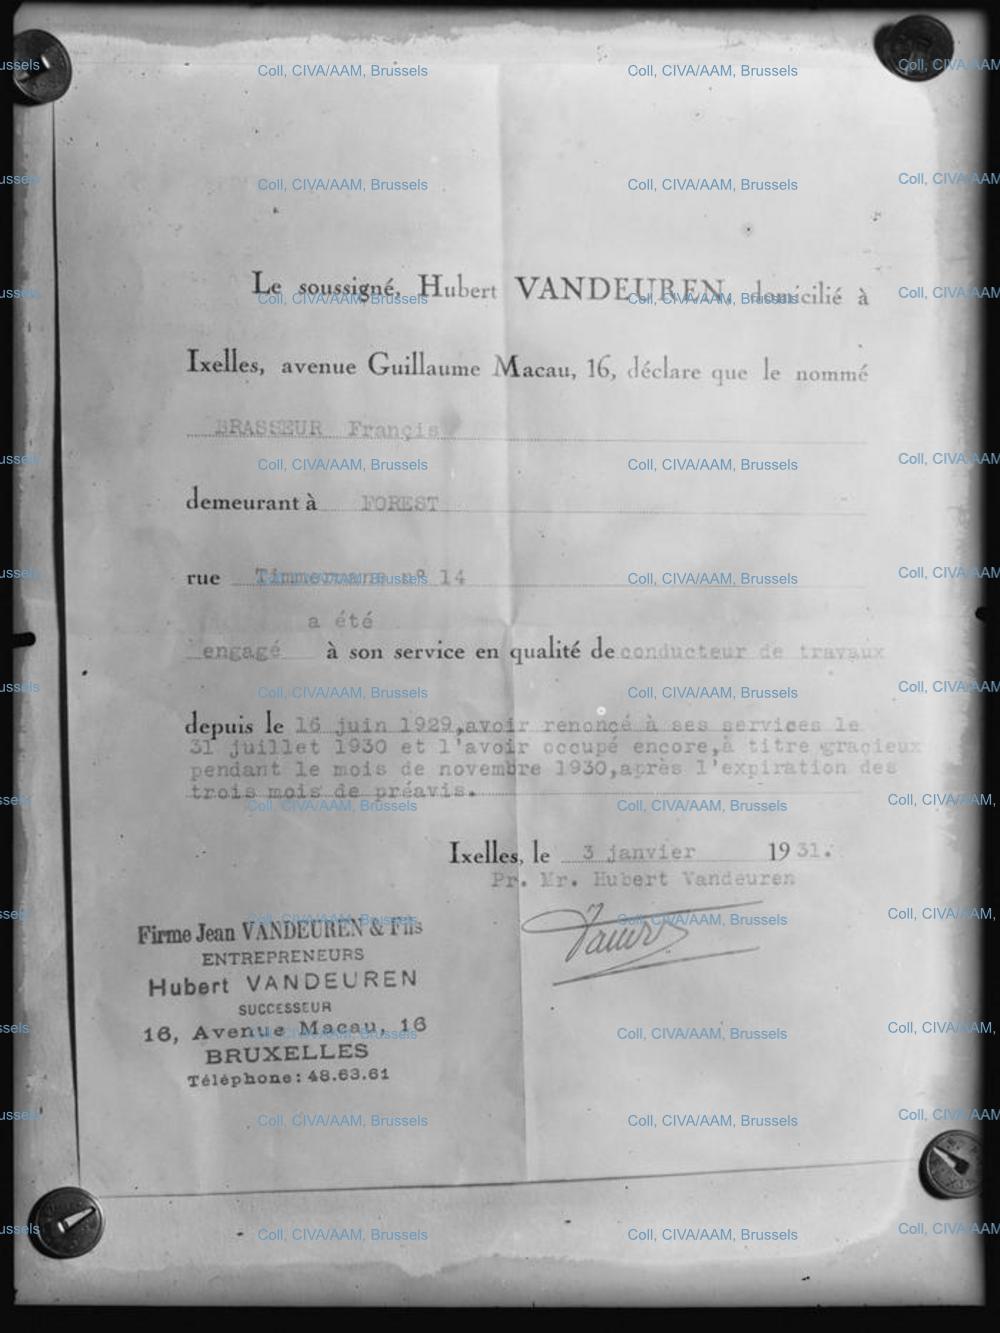 Le soussigné, Hubert VANDEUREN, domicilié à
Ixelles, avenue Guillaume Macau, 16, déclare que le nommé
BRASSEUR Françis
demeurant à FOREST
rue Timmermans nº 14
a été
engagé à son service en qualité de conducteur de travaux
depuis le 16 juin 1929,avoir renonçé à ses services le
31 juillet 1930 et l'avoir occupé encore,à titre gracieux
pendant le mois de novembre 1930,après l'expiration des
trois mois de préavis.
Ixelles, le 3 janvier 1931.
Pr. Mr. Hubert Vandeuren
Firme Jean VANDEUREN & Fils
ENTREPRENEURS
Hubert VANDEUREN
SUCCESSEUR
16, Avenue Macau, 16
BRUXELLES
Téléphone: 48.63.61
Coll, CIVA/AAM, Brussels